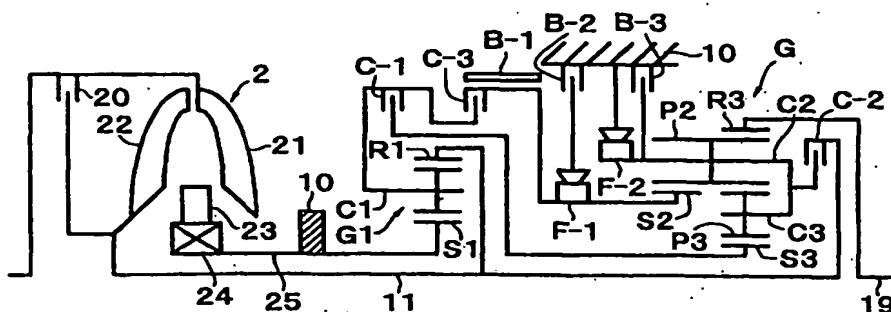 B-2 B-3
B-1 10 G
C-1 C-3
20 2 R3 C-2
P2 C2
22 21 R1
10 F-2
C1 23 G1 S1 F-1 S2 P3 C3 S3
24 25 11 19